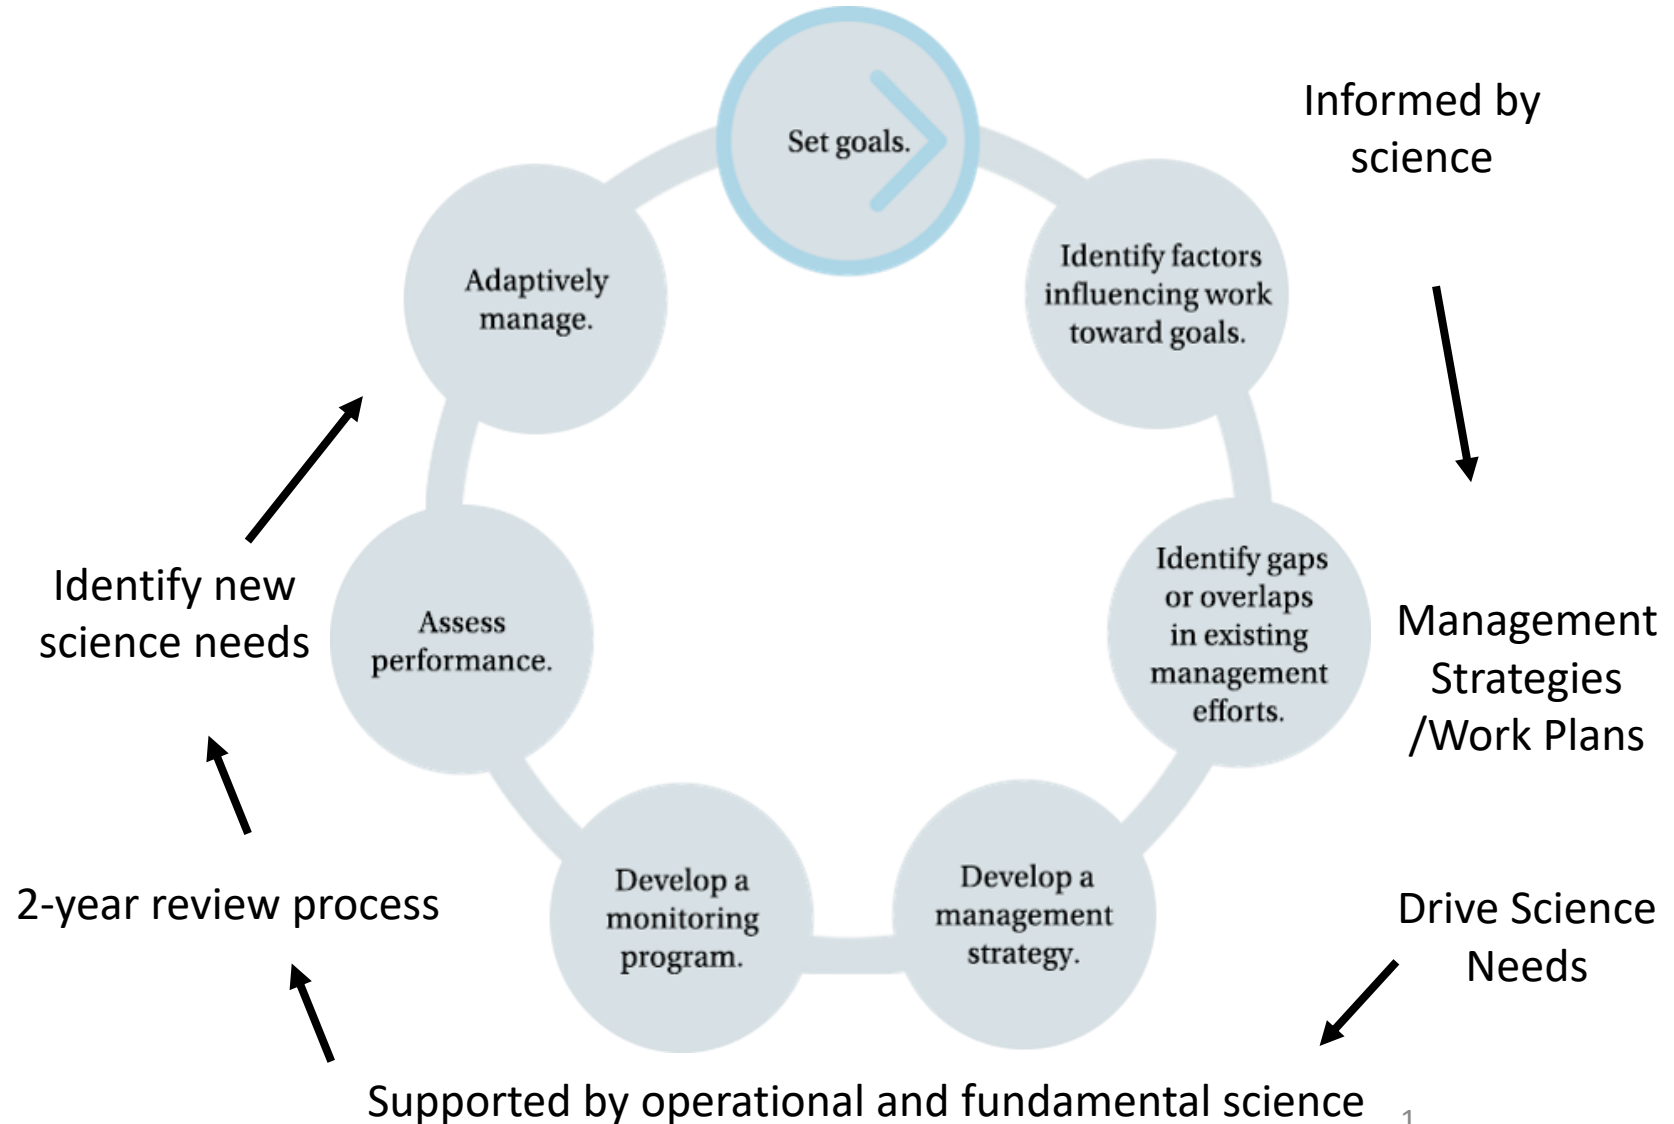 Set goals.
Informed by
science
Identify factors
influencing work
toward goals.
Identify gaps
or overlaps
in existing
management
efforts.
Management
Strategies
/Work Plans
Develop a
management
strategy.
Drive Science
Needs
Supported by operational and fundamental science
Develop a
monitoring
program.
2-year review process
Assess
performance.
Identify new
science needs
Adaptively
manage.
1